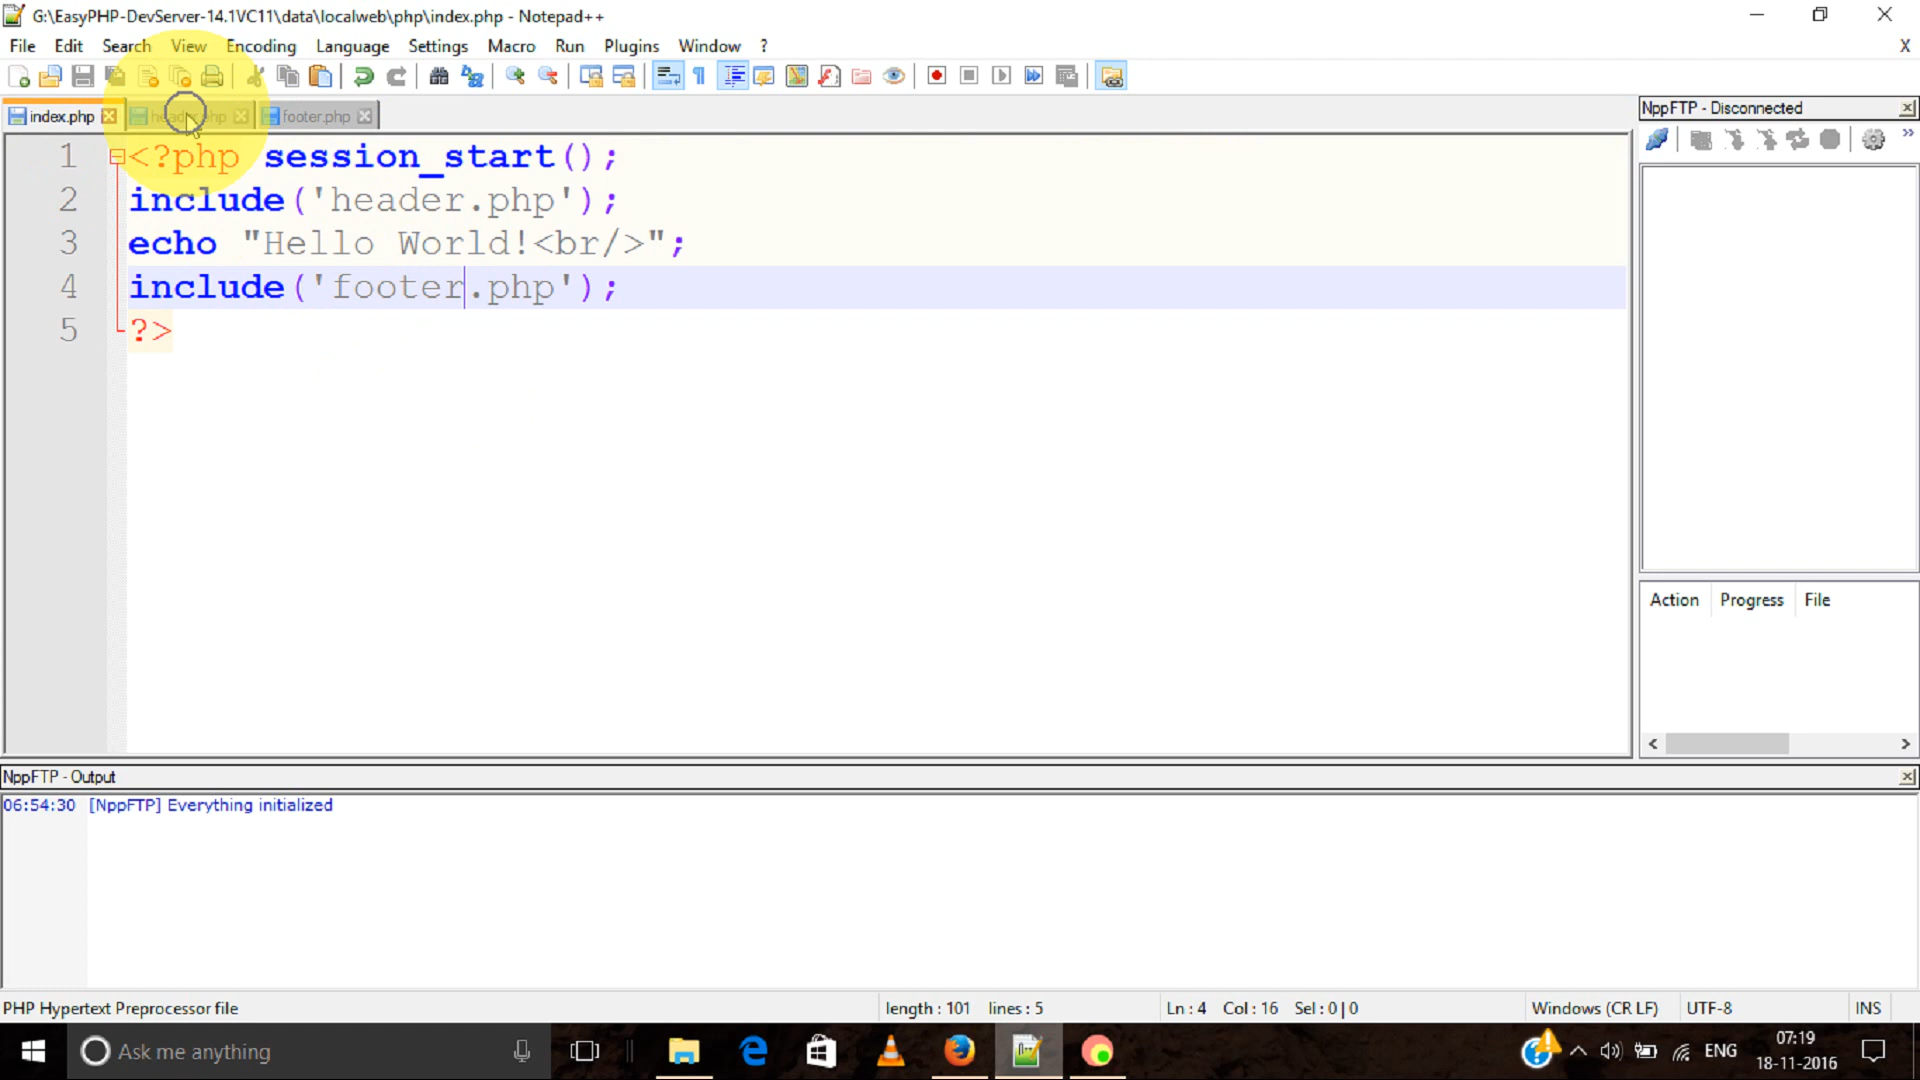 G:\EasyPHP-DevServer-14.1VC11\data\localweb\php\index.php - Notepad++
File Edit Search View Encoding Language Settings Macro Run Plugins Window ? X
index.php header.php footer.php
1 <?php session_start();
2 include('header.php');
3 echo "Hello World!<br/>";
4 include('footer.php');
5 ?>
NppFTP - Disconnected
Action Progress File
NppFTP - Output
06:54:30 [NppFTP] Everything initialized
PHP Hypertext Preprocessor file length : 101 lines : 5 Ln : 4 Col : 16 Sel : 0 | 0 Windows (CR LF) UTF-8 INS
Ask me anything
ENG
07:19
18-11-2016